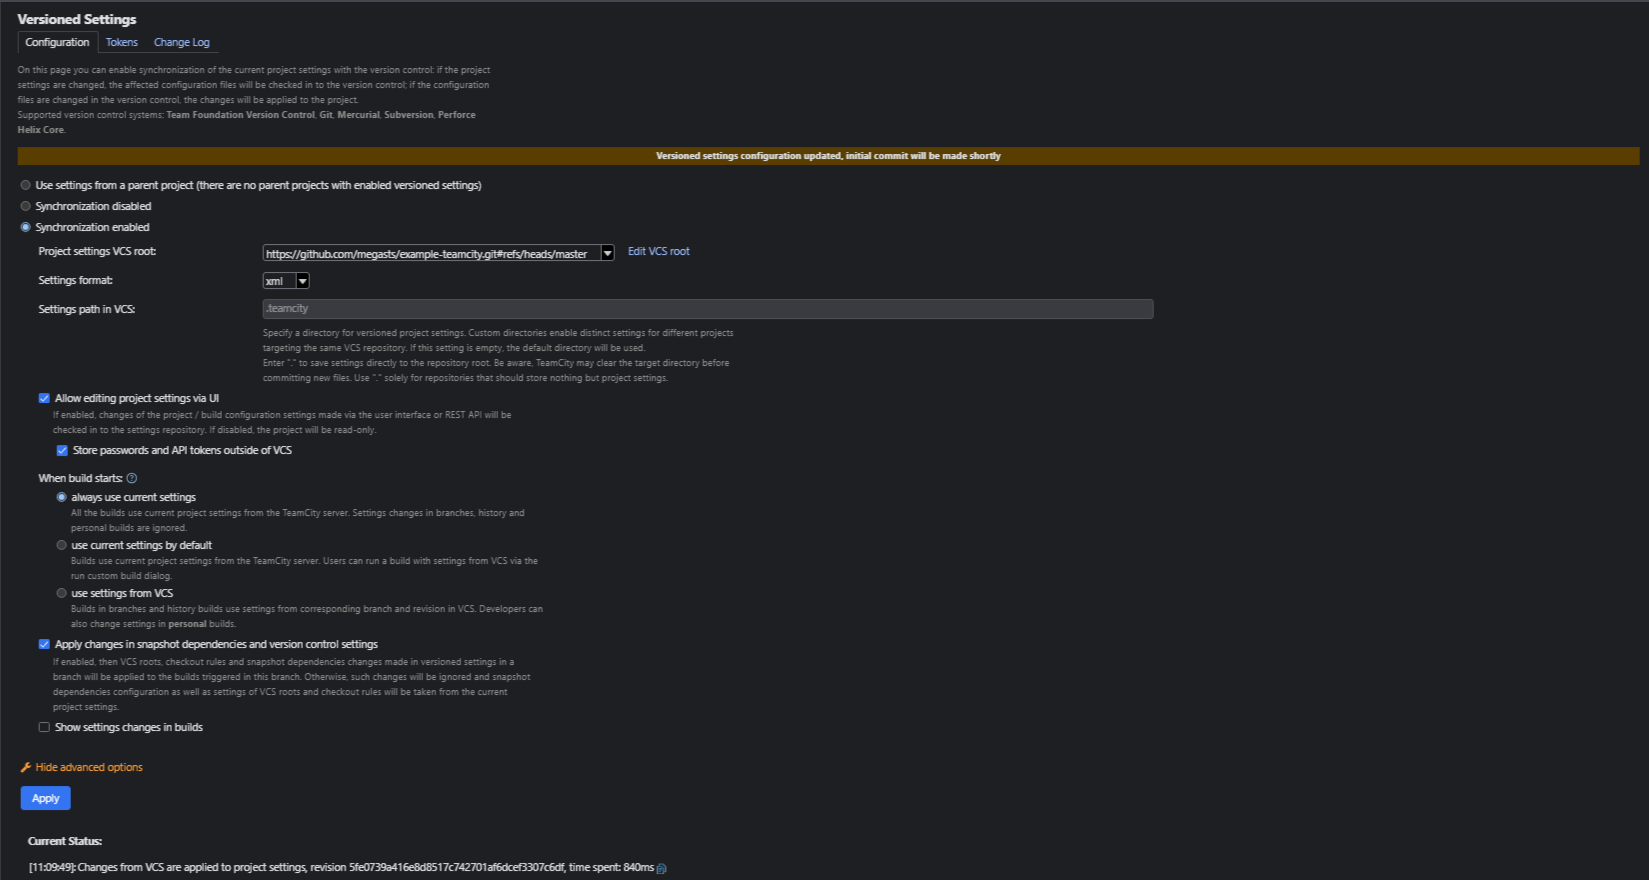 Versioned Settings
Configuration Tokens Change Log
On this page you can enable synchronization of the current project settings with the version control: if the project
settings are changed, the affected configuration files will be checked in to the version control; if the configuration
files are changed in the version control, the changes will be applied to the project.
Supported version control systems: Team Foundation Version Control, Git, Mercurial, Subversion, Perforce
Helix Core.
Versioned settings configuration updated, initial commit will be made shortly
Use settings from a parent project (there are no parent projects with enabled versioned settings)
Synchronization disabled
Synchronization enabled
Project settings VCS root: https://github.com/megasts/example-teamcity.git#refs/heads/master Edit VCS root
Settings format: xml
Settings path in VCS: .teamcity
Specify a directory for versioned project settings. Custom directories enable distinct settings for different projects
targeting the same VCS repository. If this setting is empty, the default directory will be used.
Enter "." to save settings directly to the repository root. Be aware, TeamCity may clear the target directory before
committing new files. Use "." solely for repositories that should store nothing but project settings.
Allow editing project settings via UI
If enabled, changes of the project / build configuration settings made via the user interface or REST API will be
checked in to the settings repository. If disabled, the project will be read-only.
Store passwords and API tokens outside of VCS
When build starts: ?
always use current settings
All the builds use current project settings from the TeamCity server. Settings changes in branches, history and
personal builds are ignored.
use current settings by default
Builds use current project settings from the TeamCity server. Users can run a build with settings from VCS via the
run custom build dialog.
use settings from VCS
Builds in branches and history builds use settings from corresponding branch and revision in VCS. Developers can
also change settings in personal builds.
Apply changes in snapshot dependencies and version control settings
If enabled, then VCS roots, checkout rules and snapshot dependencies changes made in versioned settings in a
branch will be applied to the builds triggered in this branch. Otherwise, such changes will be ignored and snapshot
dependencies configuration as well as settings of VCS roots and checkout rules will be taken from the current
project settings.
Show settings changes in builds
Hide advanced options
Apply
Current Status:
[11:09:49]: Changes from VCS are applied to project settings, revision 5fe0739a416e8d8517c742701af6dcef3307c6df, time spent: 840ms